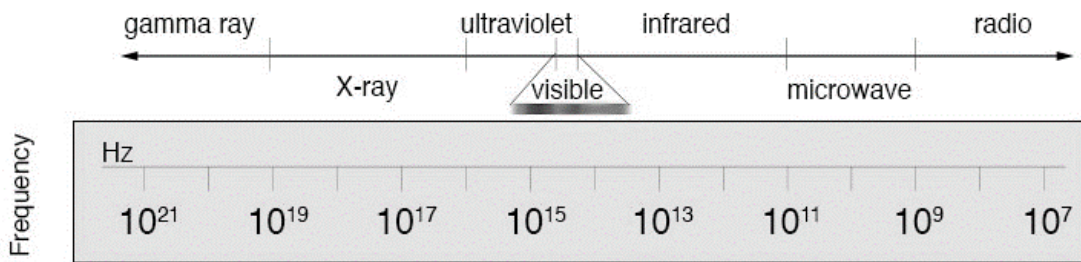 gamma ray ultraviolet infrared radio
X-ray visible microwave
Frequency
Hz
10²¹ 10¹⁹ 10¹⁷ 10¹⁵ 10¹³ 10¹¹ 10⁹ 10⁷